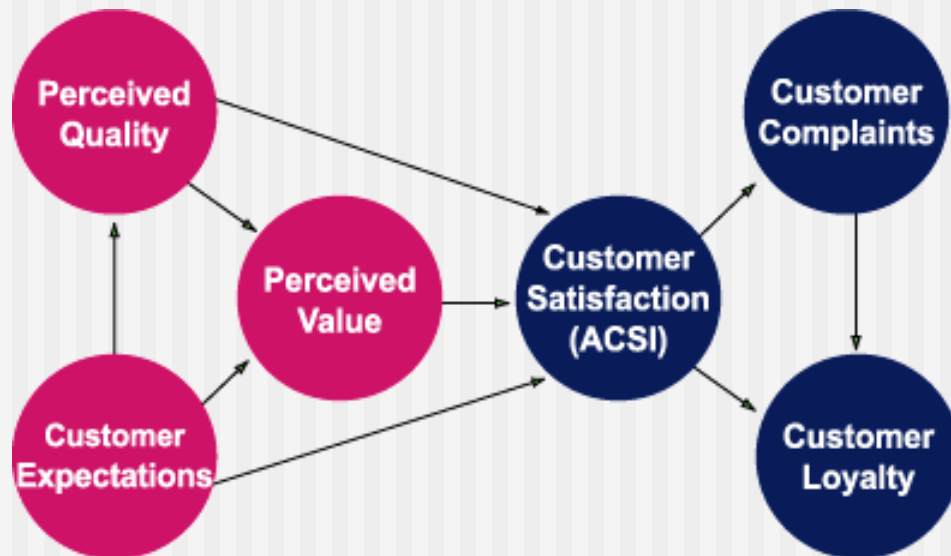 Perceived
Quality
Customer
Complaints
Perceived
Value
Customer
Satisfaction
(ACSI)
Customer
Expectations
Customer
Loyalty